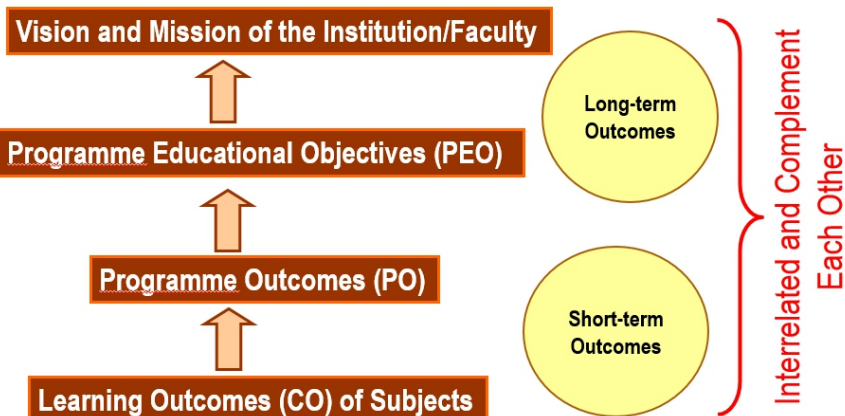 Vision and Mission of the Institution/Faculty
Long-term
Outcomes
Programme Educational Objectives (PEO)
Programme Outcomes (PO)
Short-term
Outcomes
Learning Outcomes (CO) of Subjects
Interrelated and Complement
Each Other